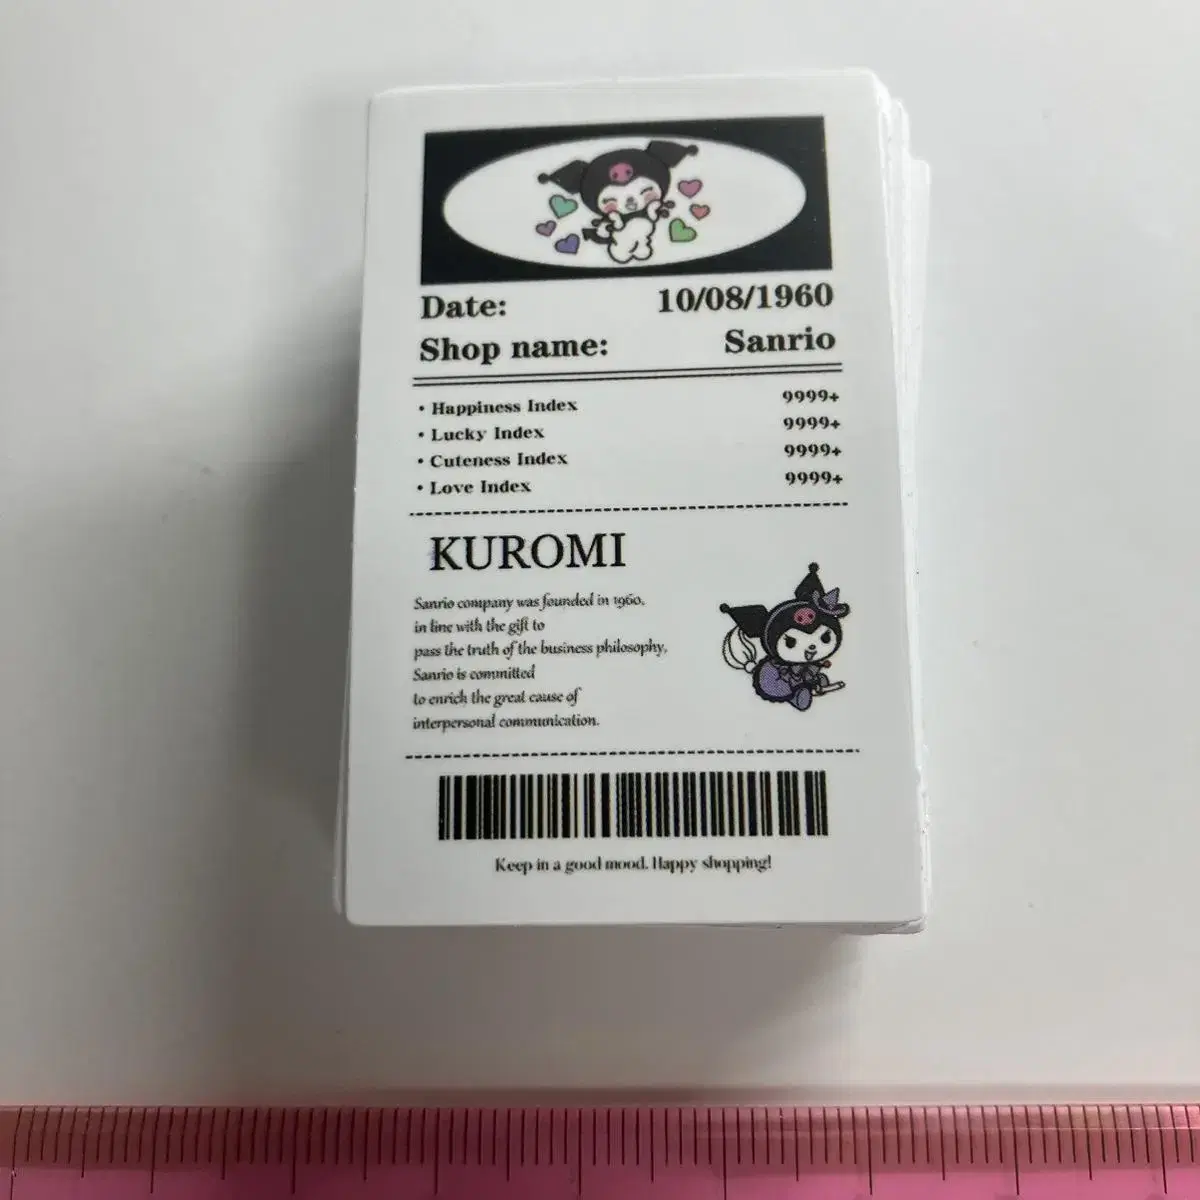 Date: 10/08/1960
Shop name: Sanrio
• Happiness Index 9999+
• Lucky Index 9999+
• Cuteness Index 9999+
• Love Index 9999+
KUROMI
Sanrio company was founded in 1960,
in line with the gift to
pass the truth of the business philosophy,
Sanrio is committed
to enrich the great cause of
interpersonal communication.
Keep in a good mood. Happy shopping!